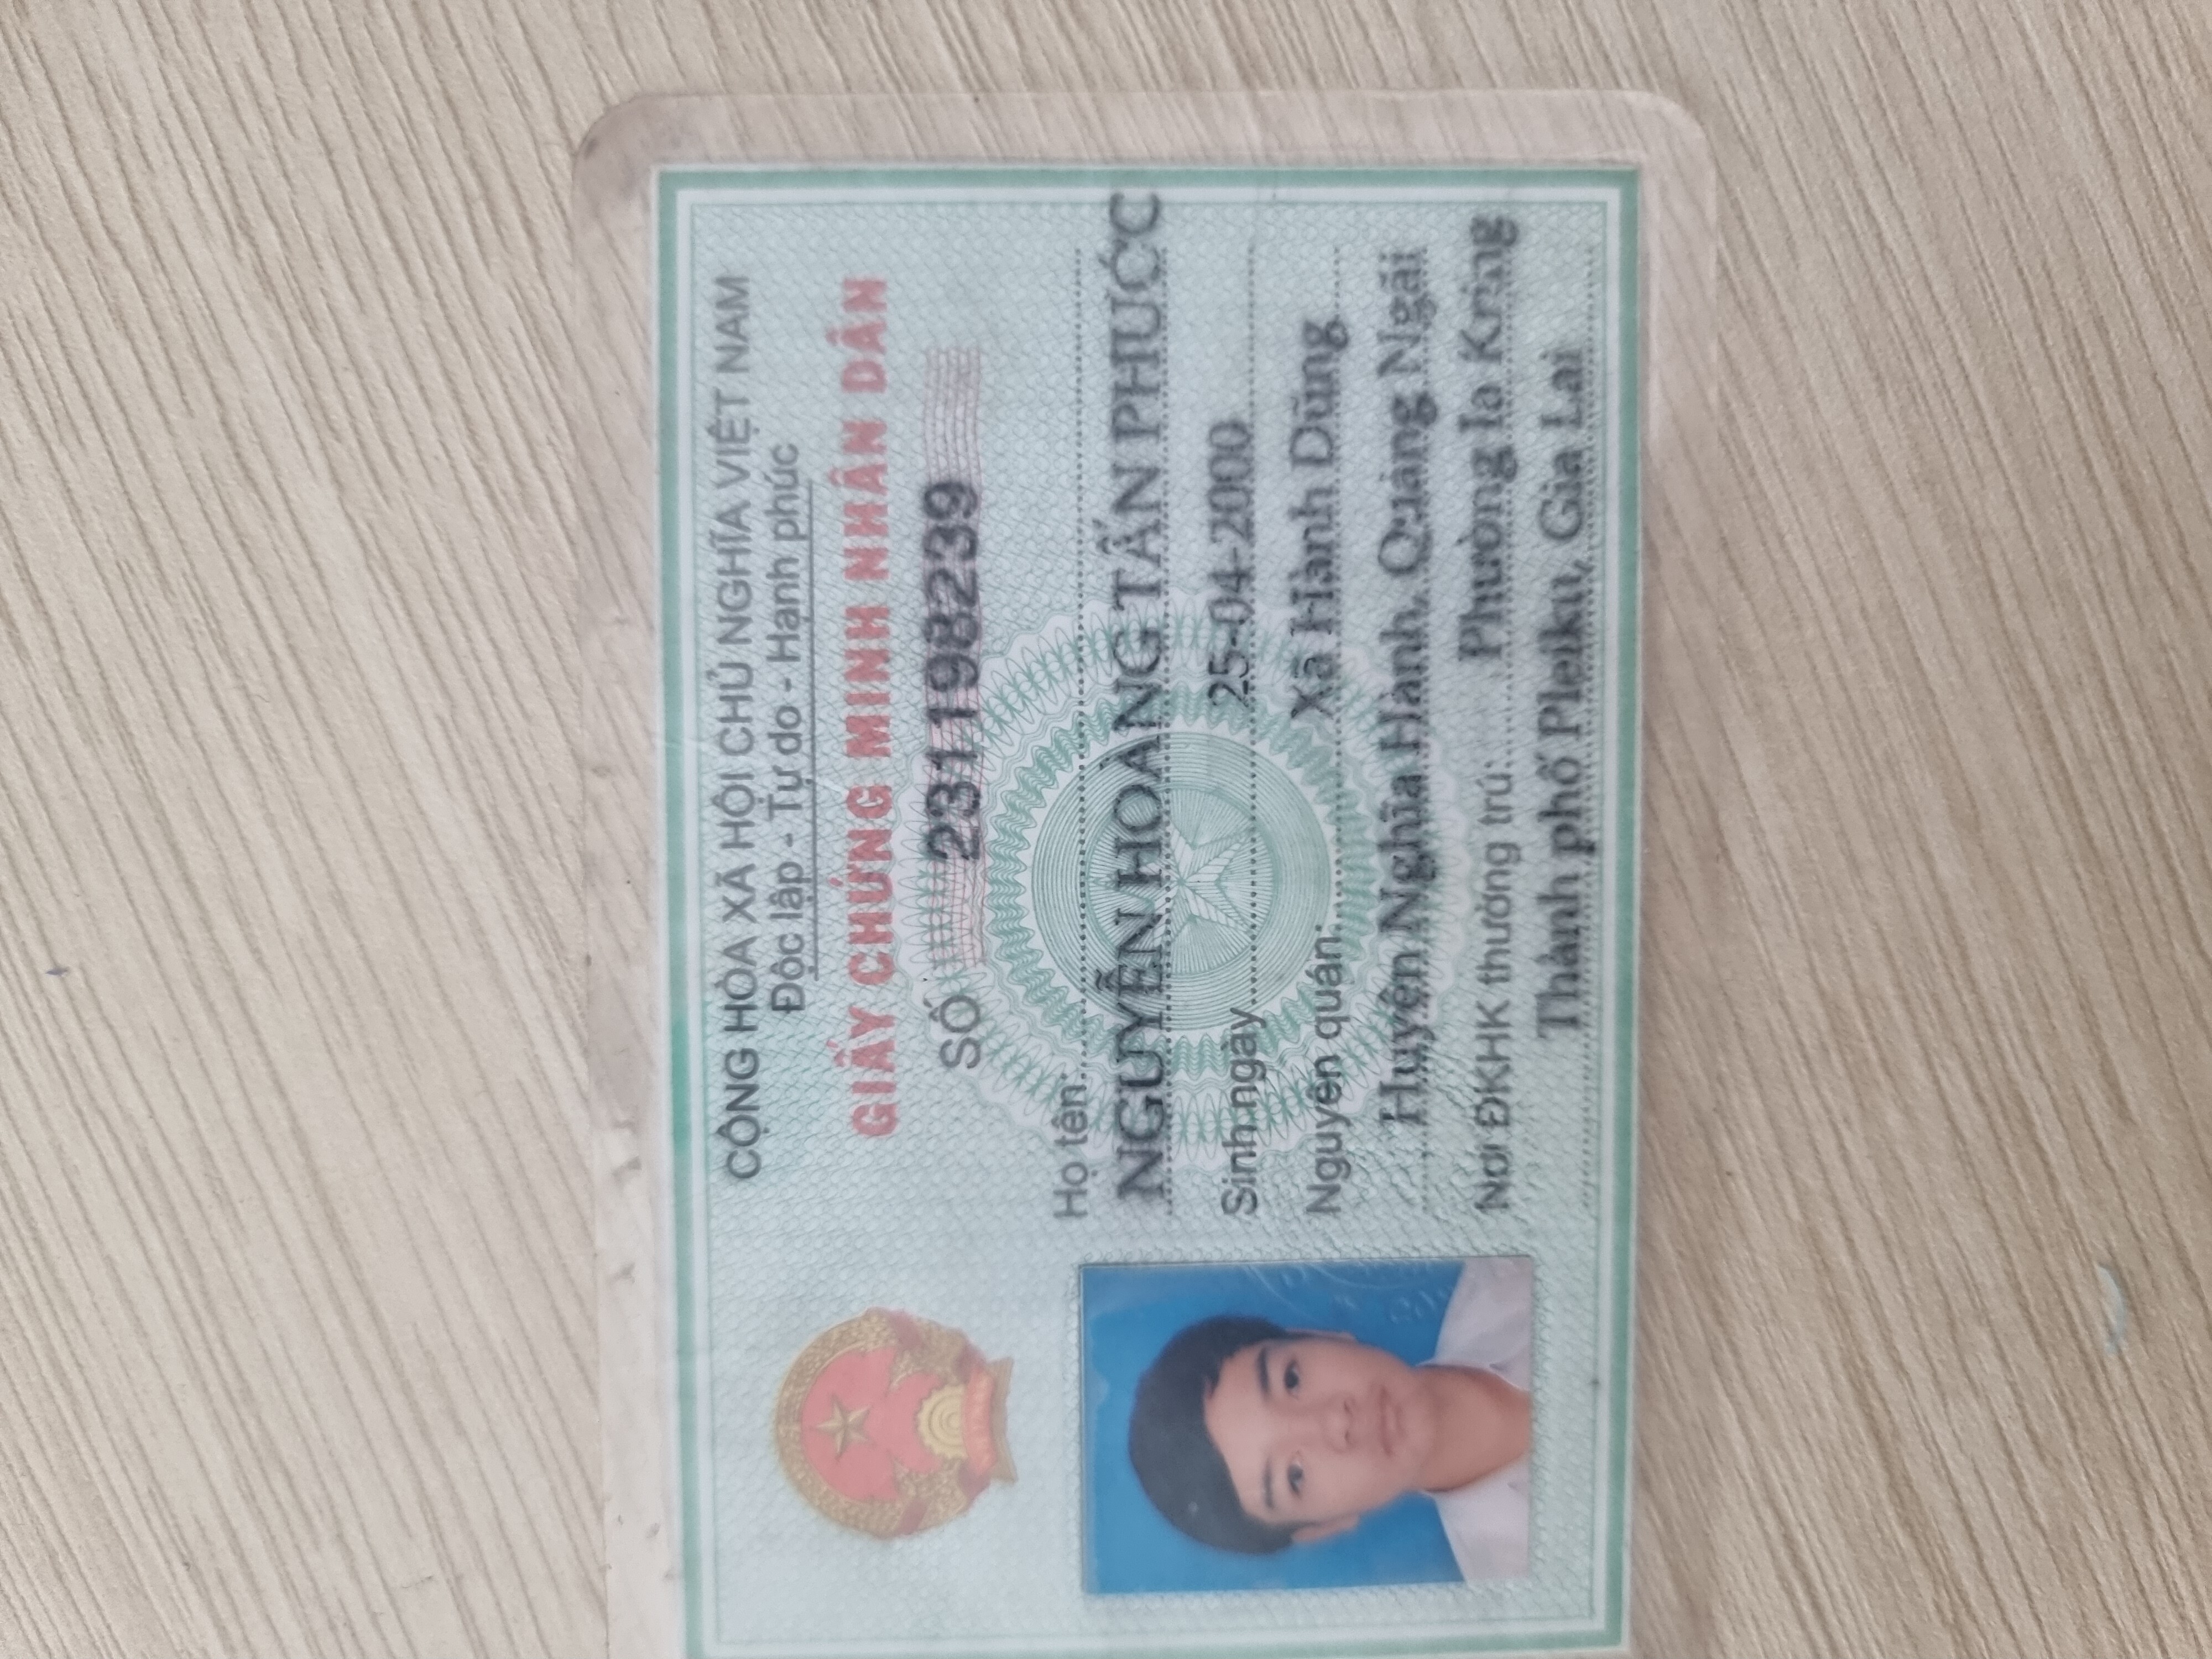 CỘNG HÒA XÃ HỘI CHỦ NGHĨA VIỆT NAM
Độc lập - Tự do - Hạnh phúc
GIẤY CHỨNG MINH NHÂN DÂN
SỐ 231198239
Họ tên:
NGUYỄN HOÀNG TẤN PHƯỚC
Sinh ngày 25-04-2000
Nguyên quán: Xã Hành Dũng
Huyện Nghĩa Hành, Quảng Ngãi
Nơi ĐKHK thường trú: Phường Ia Kring
Thành phố Pleiku, Gia Lai